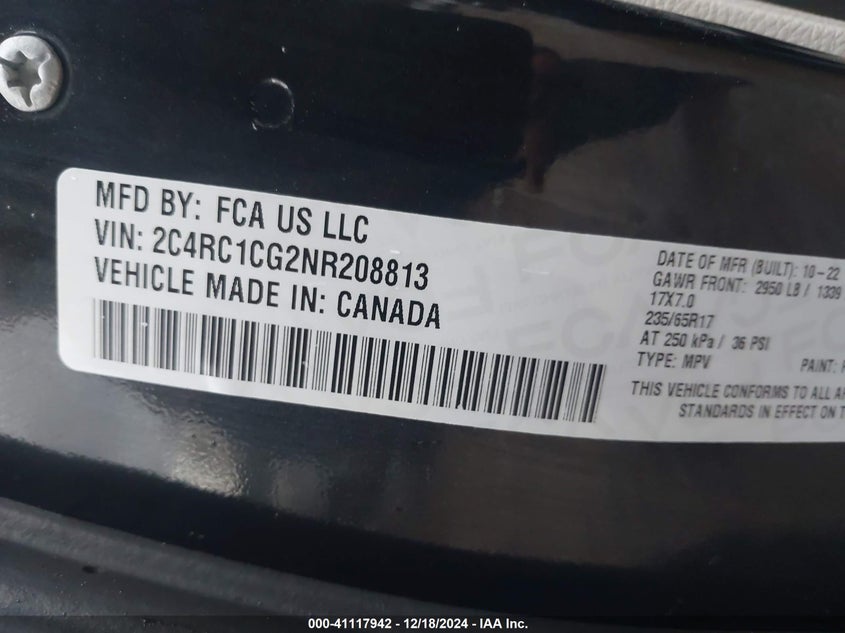 MFD BY: FCA US LLC
VIN: 2C4RC1CG2NR208813
VEHICLE MADE IN: CANADA
DATE OF MFR (BUILT): 10-22
GAWR FRONT: 2950 LB / 1339
17X7.0
235/65R17
AT 250 kPa / 36 PSI
TYPE: MPV PAINT:
THIS VEHICLE CONFORMS TO ALL
STANDARDS IN EFFECT ON
000-41117942 - 12/18/2024 - IAA Inc.